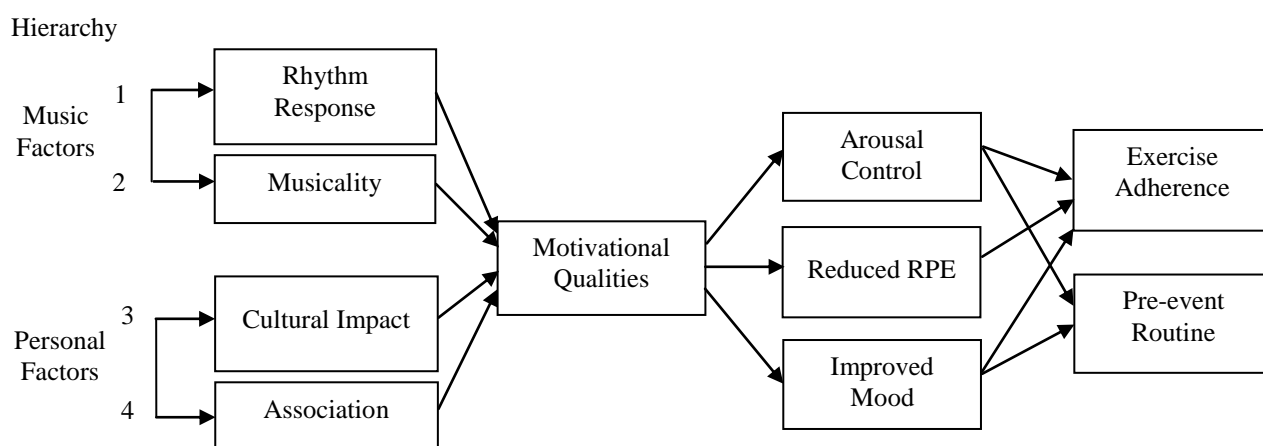 Hierarchy
1
Music
Factors
2
Rhythm
Response
Musicality
3
Personal
Factors
4
Cultural Impact
Association
Motivational
Qualities
Arousal
Control
Reduced RPE
Improved
Mood
Exercise
Adherence
Pre-event
Routine